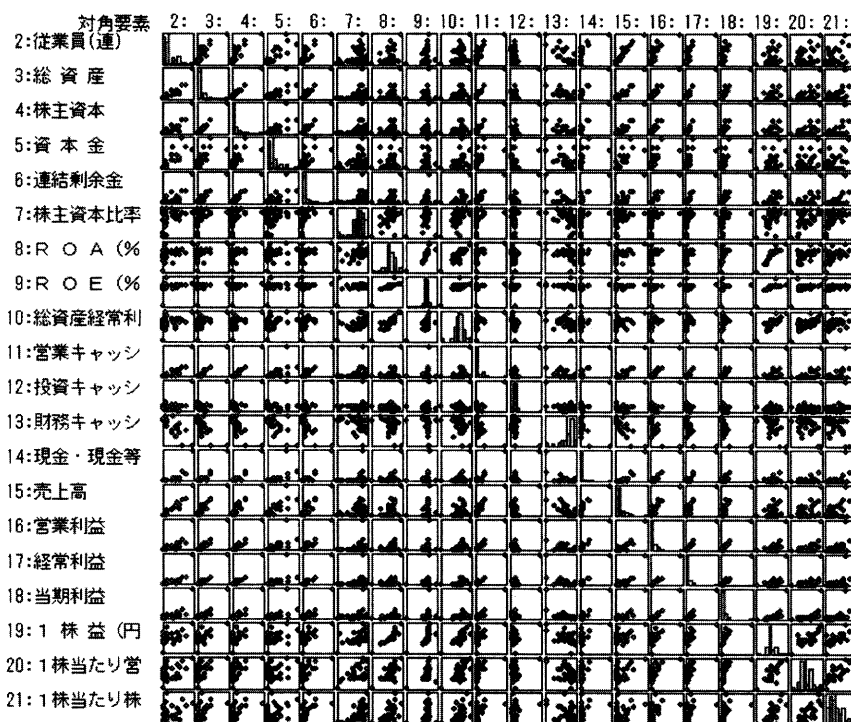 対角要素 2: 3: 4: 5: 6: 7: 8: 9: 10: 11: 12: 13: 14: 15: 16: 17: 18: 19: 20: 21:
2:従業員(連)
3:総 資 産
4:株主資本
5:資 本 金
6:連結剰余金
7:株主資本比率
8:R O A (%
9:R O E (%
10:総資産経常利
11:営業キャッシ
12:投資キャッシ
13:財務キャッシ
14:現金・現金等
15:売上高
16:営業利益
17:経常利益
18:当期利益
19:1 株 益 (円
20:1株当たり営
21:1株当たり株